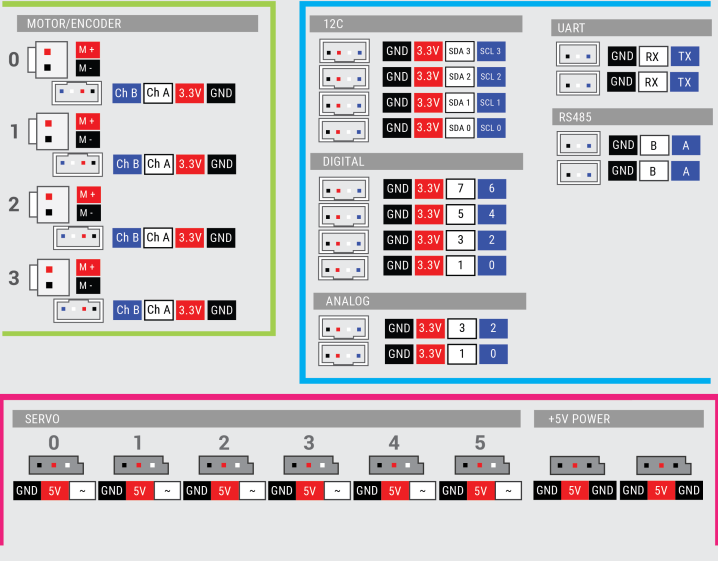 MOTOR/ENCODER
0
M +
M -
Ch B Ch A 3.3V GND
1
M +
M -
Ch B Ch A 3.3V GND
2
M +
M -
Ch B Ch A 3.3V GND
3
M +
M -
Ch B Ch A 3.3V GND
12C
GND 3.3V SDA 3 SCL 3
GND 3.3V SDA 2 SCL 2
GND 3.3V SDA 1 SCL 1
GND 3.3V SDA 0 SCL 0
DIGITAL
GND 3.3V 7 6
GND 3.3V 5 4
GND 3.3V 3 2
GND 3.3V 1 0
ANALOG
GND 3.3V 3 2
GND 3.3V 1 0
UART
GND RX TX
GND RX TX
RS485
GND B A
GND B A
SERVO
0 1 2 3 4 5
GND 5V ~ GND 5V ~ GND 5V ~ GND 5V ~ GND 5V ~ GND 5V ~
+5V POWER
GND 5V GND GND 5V GND